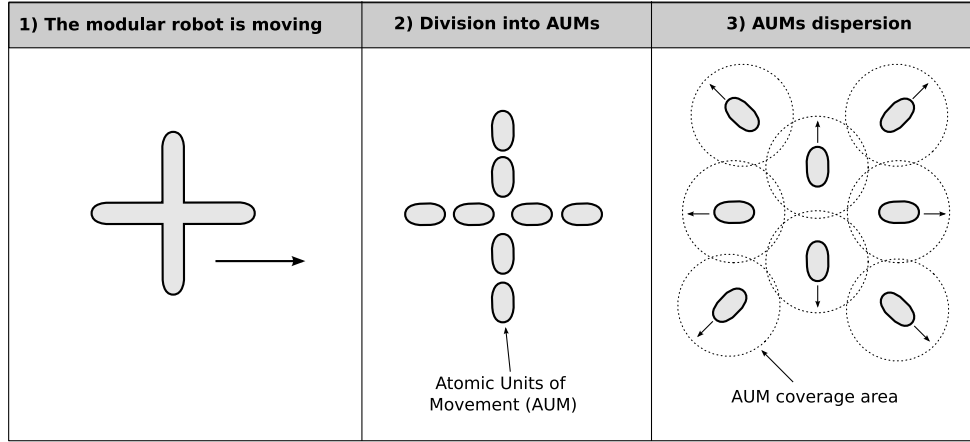 1) The modular robot is moving
2) Division into AUMs
3) AUMs dispersion
Atomic Units of
Movement (AUM)
AUM coverage area